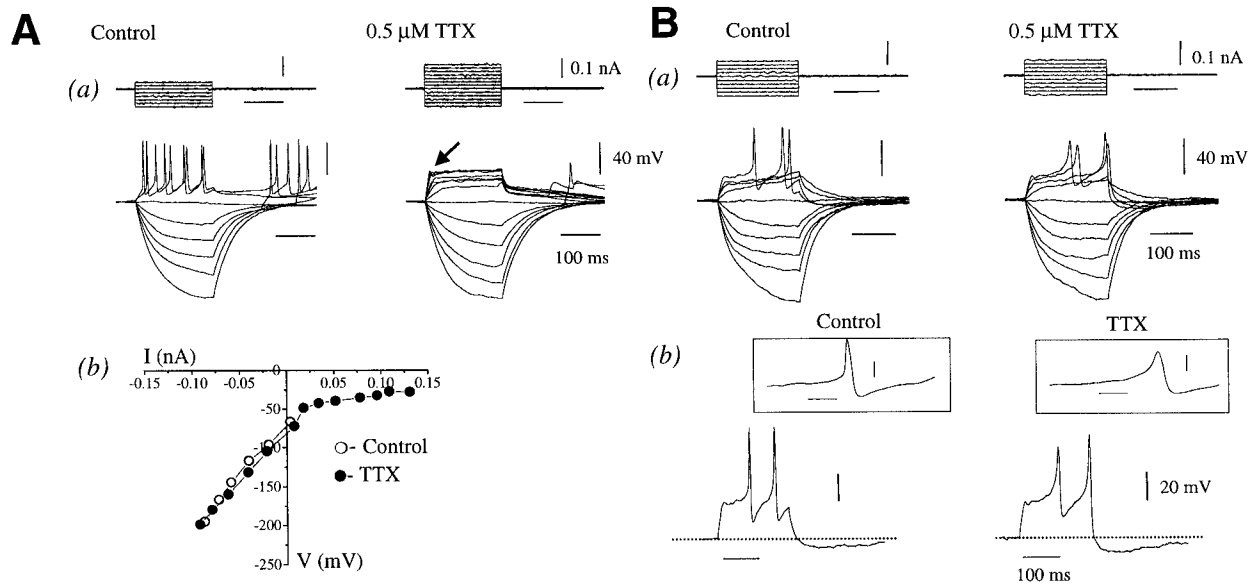 A
Control
0.5 µM TTX
(a)
0.1 nA
40 mV
100 ms
(b)
I (nA)
-0.15 -0.10 -0.05 0.05 0.10 0.15
0
-50
-100
-150
-200
-250
V (mV)
O- Control
●- TTX
B
Control
0.5 µM TTX
(a)
0.1 nA
40 mV
100 ms
(b)
Control
TTX
20 mV
100 ms